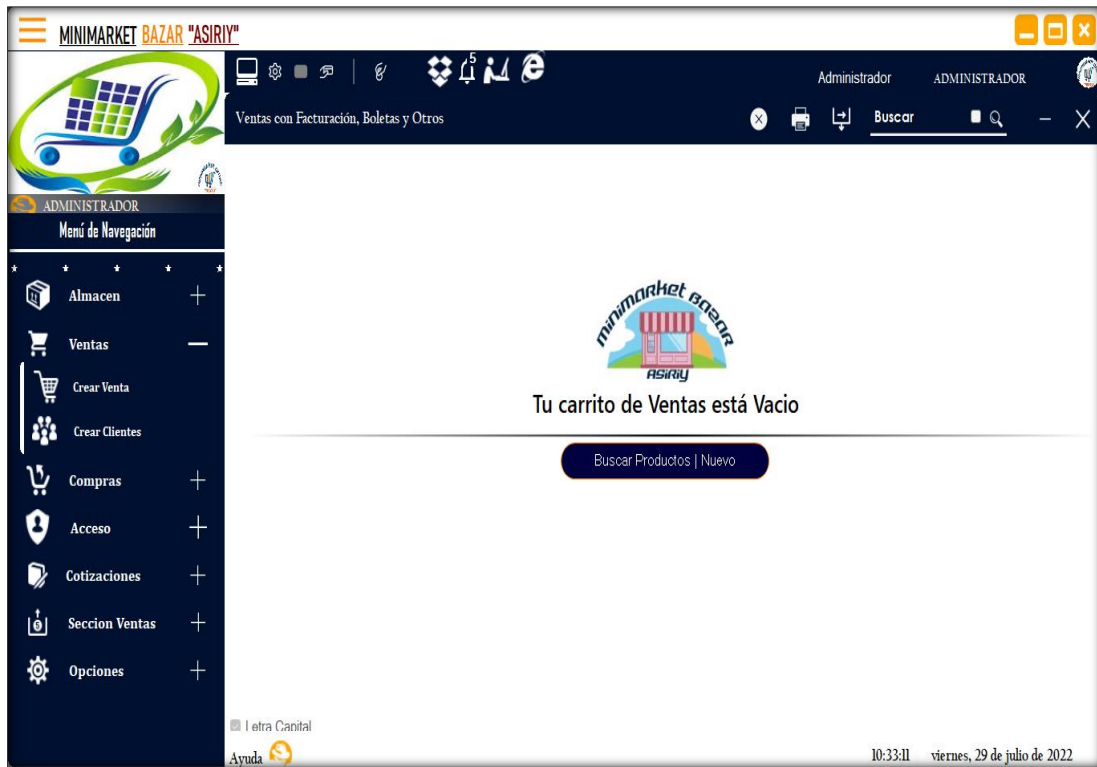 MINIMARKET BAZAR "ASIRIY"
5
Administrador ADMINISTRADOR
Ventas con Facturación, Boletas y Otros
Buscar
ADMINISTRADOR
Menú de Navegación
Almacen
Ventas
Crear Venta
Crear Clientes
Compras
Acceso
Cotizaciones
Seccion Ventas
Opciones
MINIMARKET BAZAR
ASIRIY
Tu carrito de Ventas está Vacio
Buscar Productos | Nuevo
Letra Capital
Ayuda
10:33:11 viernes, 29 de julio de 2022